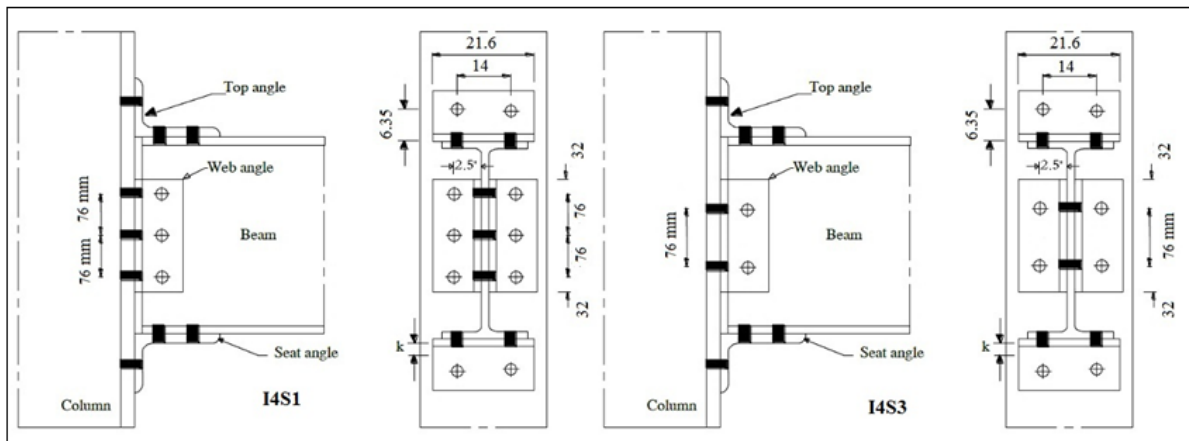 21.6
14
Top angle
6.35
32
Web angle
2.5"
76 mm
76
Beam
76 mm
76
32
Seat angle
k
Column
I4S1
21.6
14
Top angle
6.35
32
Web angle
2.5"
76 mm
Beam
76 mm
32
Seat angle
k
Column
I4S3